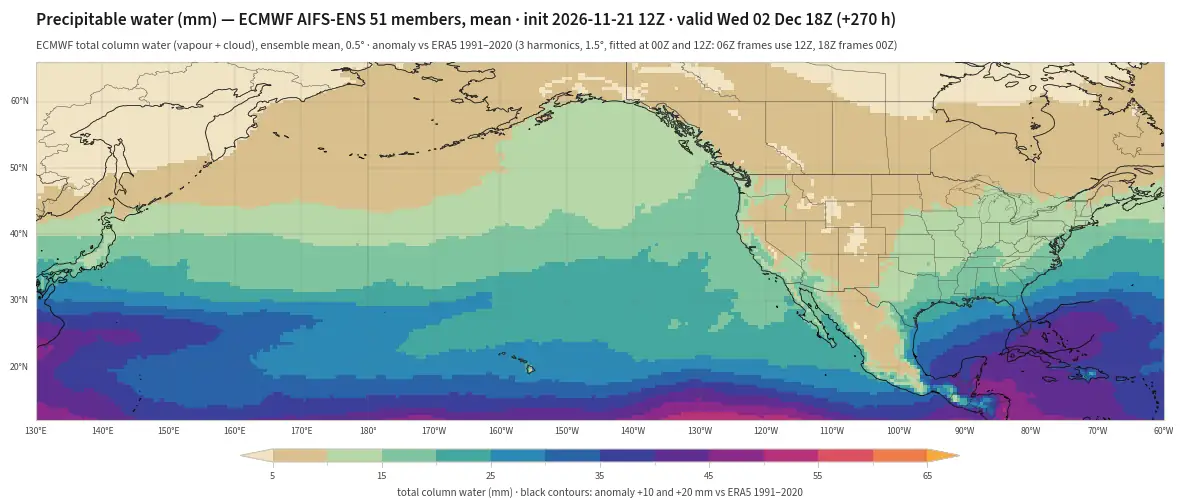 Precipitable water (mm) — ECMWF AIFS-ENS 51 members, mean · init 2026-11-21 12Z · valid Wed 02 Dec 18Z (+270 h)
ECMWF total column water (vapour + cloud), ensemble mean, 0.5° · anomaly vs ERA5 1991–2020 (3 harmonics, 1.5°, fitted at 00Z and 12Z: 06Z frames use 12Z, 18Z frames 00Z)
60°N
50°N
40°N
30°N
20°N
130°E 140°E 150°E 160°E 170°E 180° 170°W 160°W 150°W 140°W 130°W 120°W 110°W 100°W 90°W 80°W 70°W 60°W
5 15 25 35 45 55 65
total column water (mm) · black contours: anomaly +10 and +20 mm vs ERA5 1991–2020